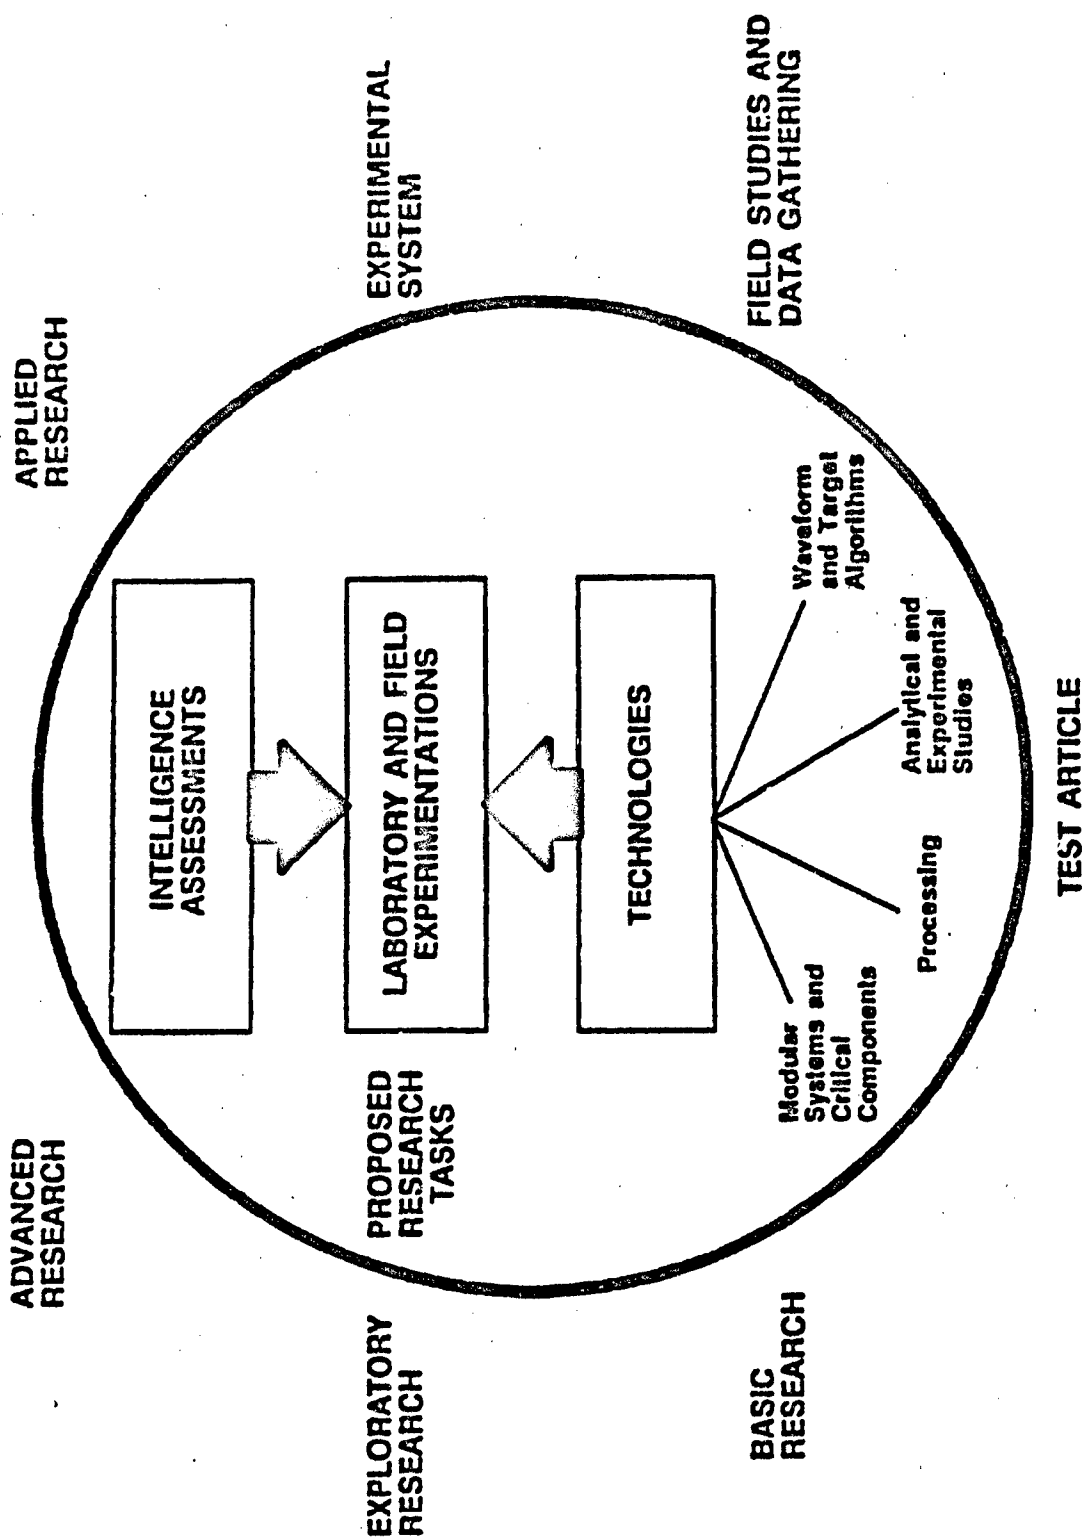 ADVANCED
RESEARCH
APPLIED
RESEARCH
INTELLIGENCE
ASSESSMENTS
EXPLORATORY
RESEARCH
PROPOSED
RESEARCH
TASKS
LABORATORY AND FIELD
EXPERIMENTATIONS
EXPERIMENTAL
SYSTEM
TECHNOLOGIES
BASIC
RESEARCH
Modular
Systems and
Critical
Components
Processing
Analytical and
Experimental
Studies
Waveform
and Target
Algorithms
FIELD STUDIES AND
DATA GATHERING
TEST ARTICLE